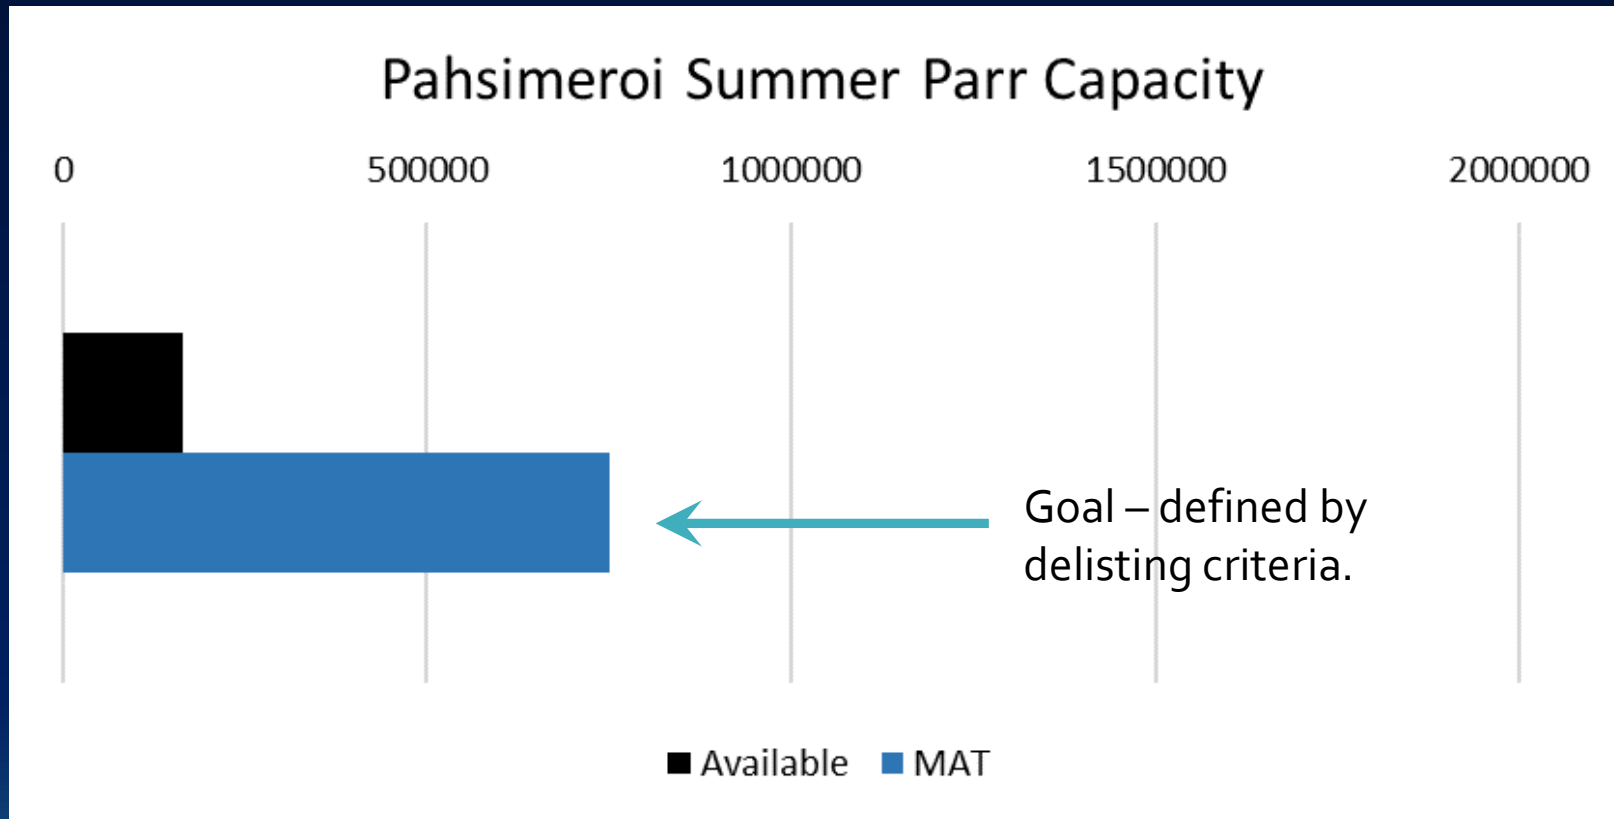 Pahsimeroi Summer Parr Capacity
0 500000 1000000 1500000 2000000
Goal – defined by
delisting criteria.
Available MAT